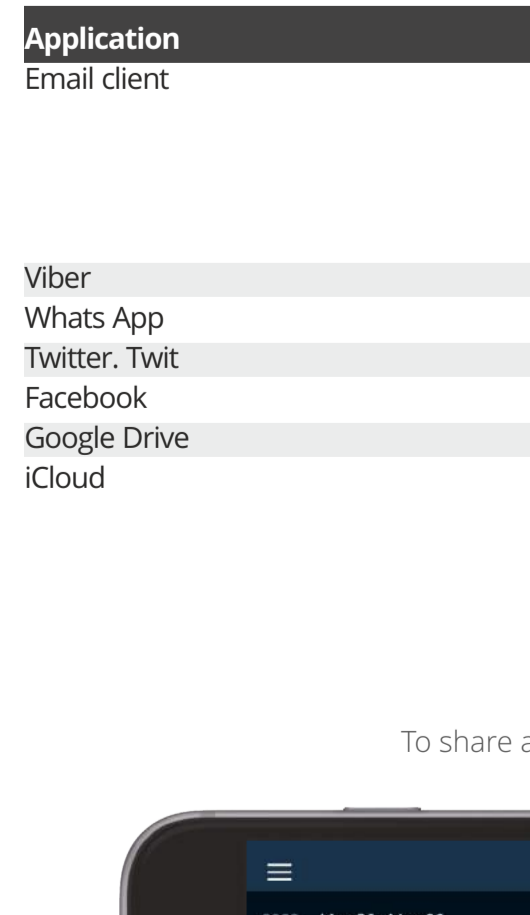 Application
Email client
Viber
Whats App
Twitter. Twit
Facebook
Google Drive
iCloud
To share